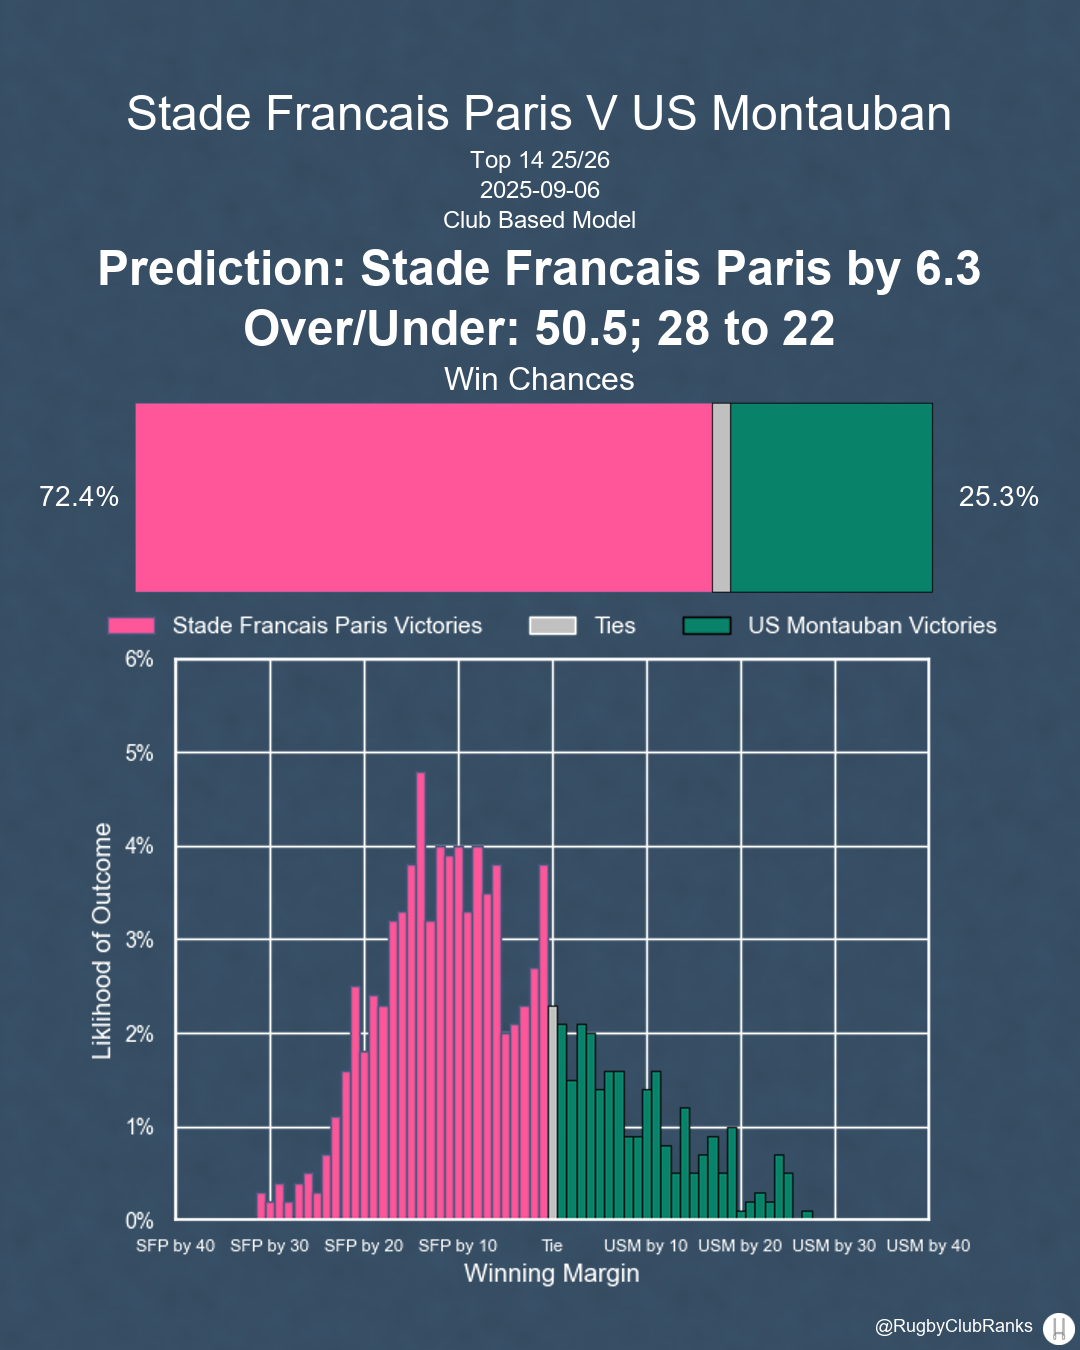 Stade Francais Paris V US Montauban
Top 14 25/26
2025-09-06
Club Based Model
Prediction: Stade Francais Paris by 6.3
Over/Under: 50.5; 28 to 22
Win Chances
72.4%
25.3%
Stade Francais Paris Victories
Ties
US Montauban Victories
6%
5%
4%
3%
2%
1%
0%
Liklihood of Outcome
SFP by 40
SFP by 30
SFP by 20
SFP by 10
Tie
USM by 10
USM by 20
USM by 30
USM by 40
Winning Margin
@RugbyClubRanks